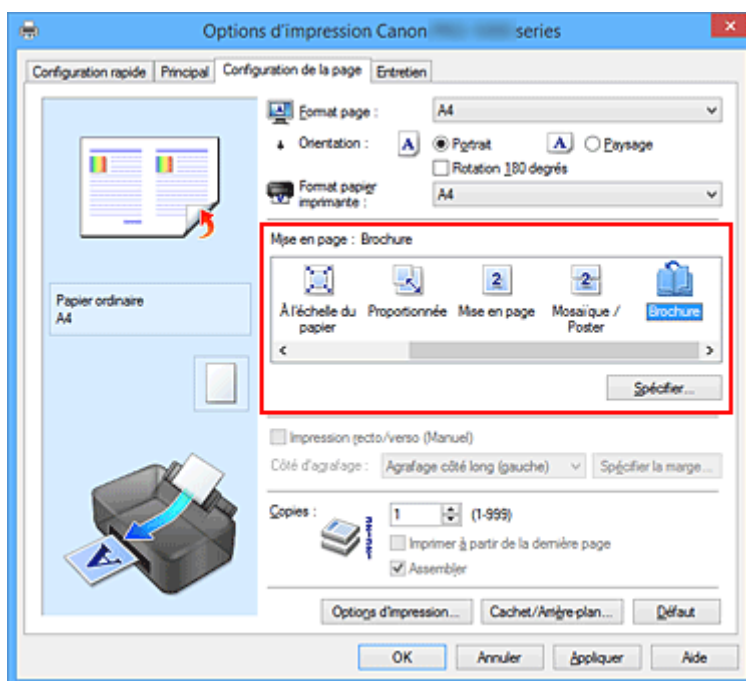 Options d'impression Canon series
Configuration rapide Principal Configuration de la page Entretien
Format page : A4
Orientation : A Portrait A Paysage
Rotation 180 degrés
Format papier
imprimante : A4
Mise en page : Brochure
À l'échelle du
papier
Proportionnée
2
Mise en page
2
Mosaïque /
Poster
Brochure
Spécifier...
Papier ordinaire
A4
Impression recto/verso (Manuel)
Côté d'agrafage : Agrafage côté long (gauche) Spécifier la marge...
Copies : 1 (1-999)
Imprimer à partir de la dernière page
Assembler
A
Options d'impression... Cachet/Arrière-plan... Défaut
OK Annuler Appliquer Aide